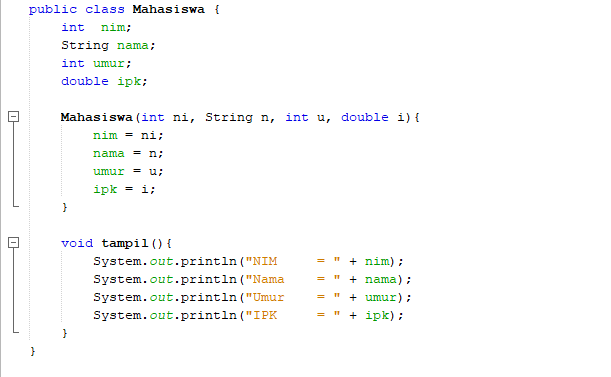 public class Mahasiswa {
    int  nim;
    String nama;
    int umur;
    double ipk;

    Mahasiswa(int ni, String n, int u, double i){
        nim = ni;
        nama = n;
        umur = u;
        ipk = i;
    }

    void tampil(){
        System.out.println("NIM     = " + nim);
        System.out.println("Nama    = " + nama);
        System.out.println("Umur    = " + umur);
        System.out.println("IPK     = " + ipk);
    }
}